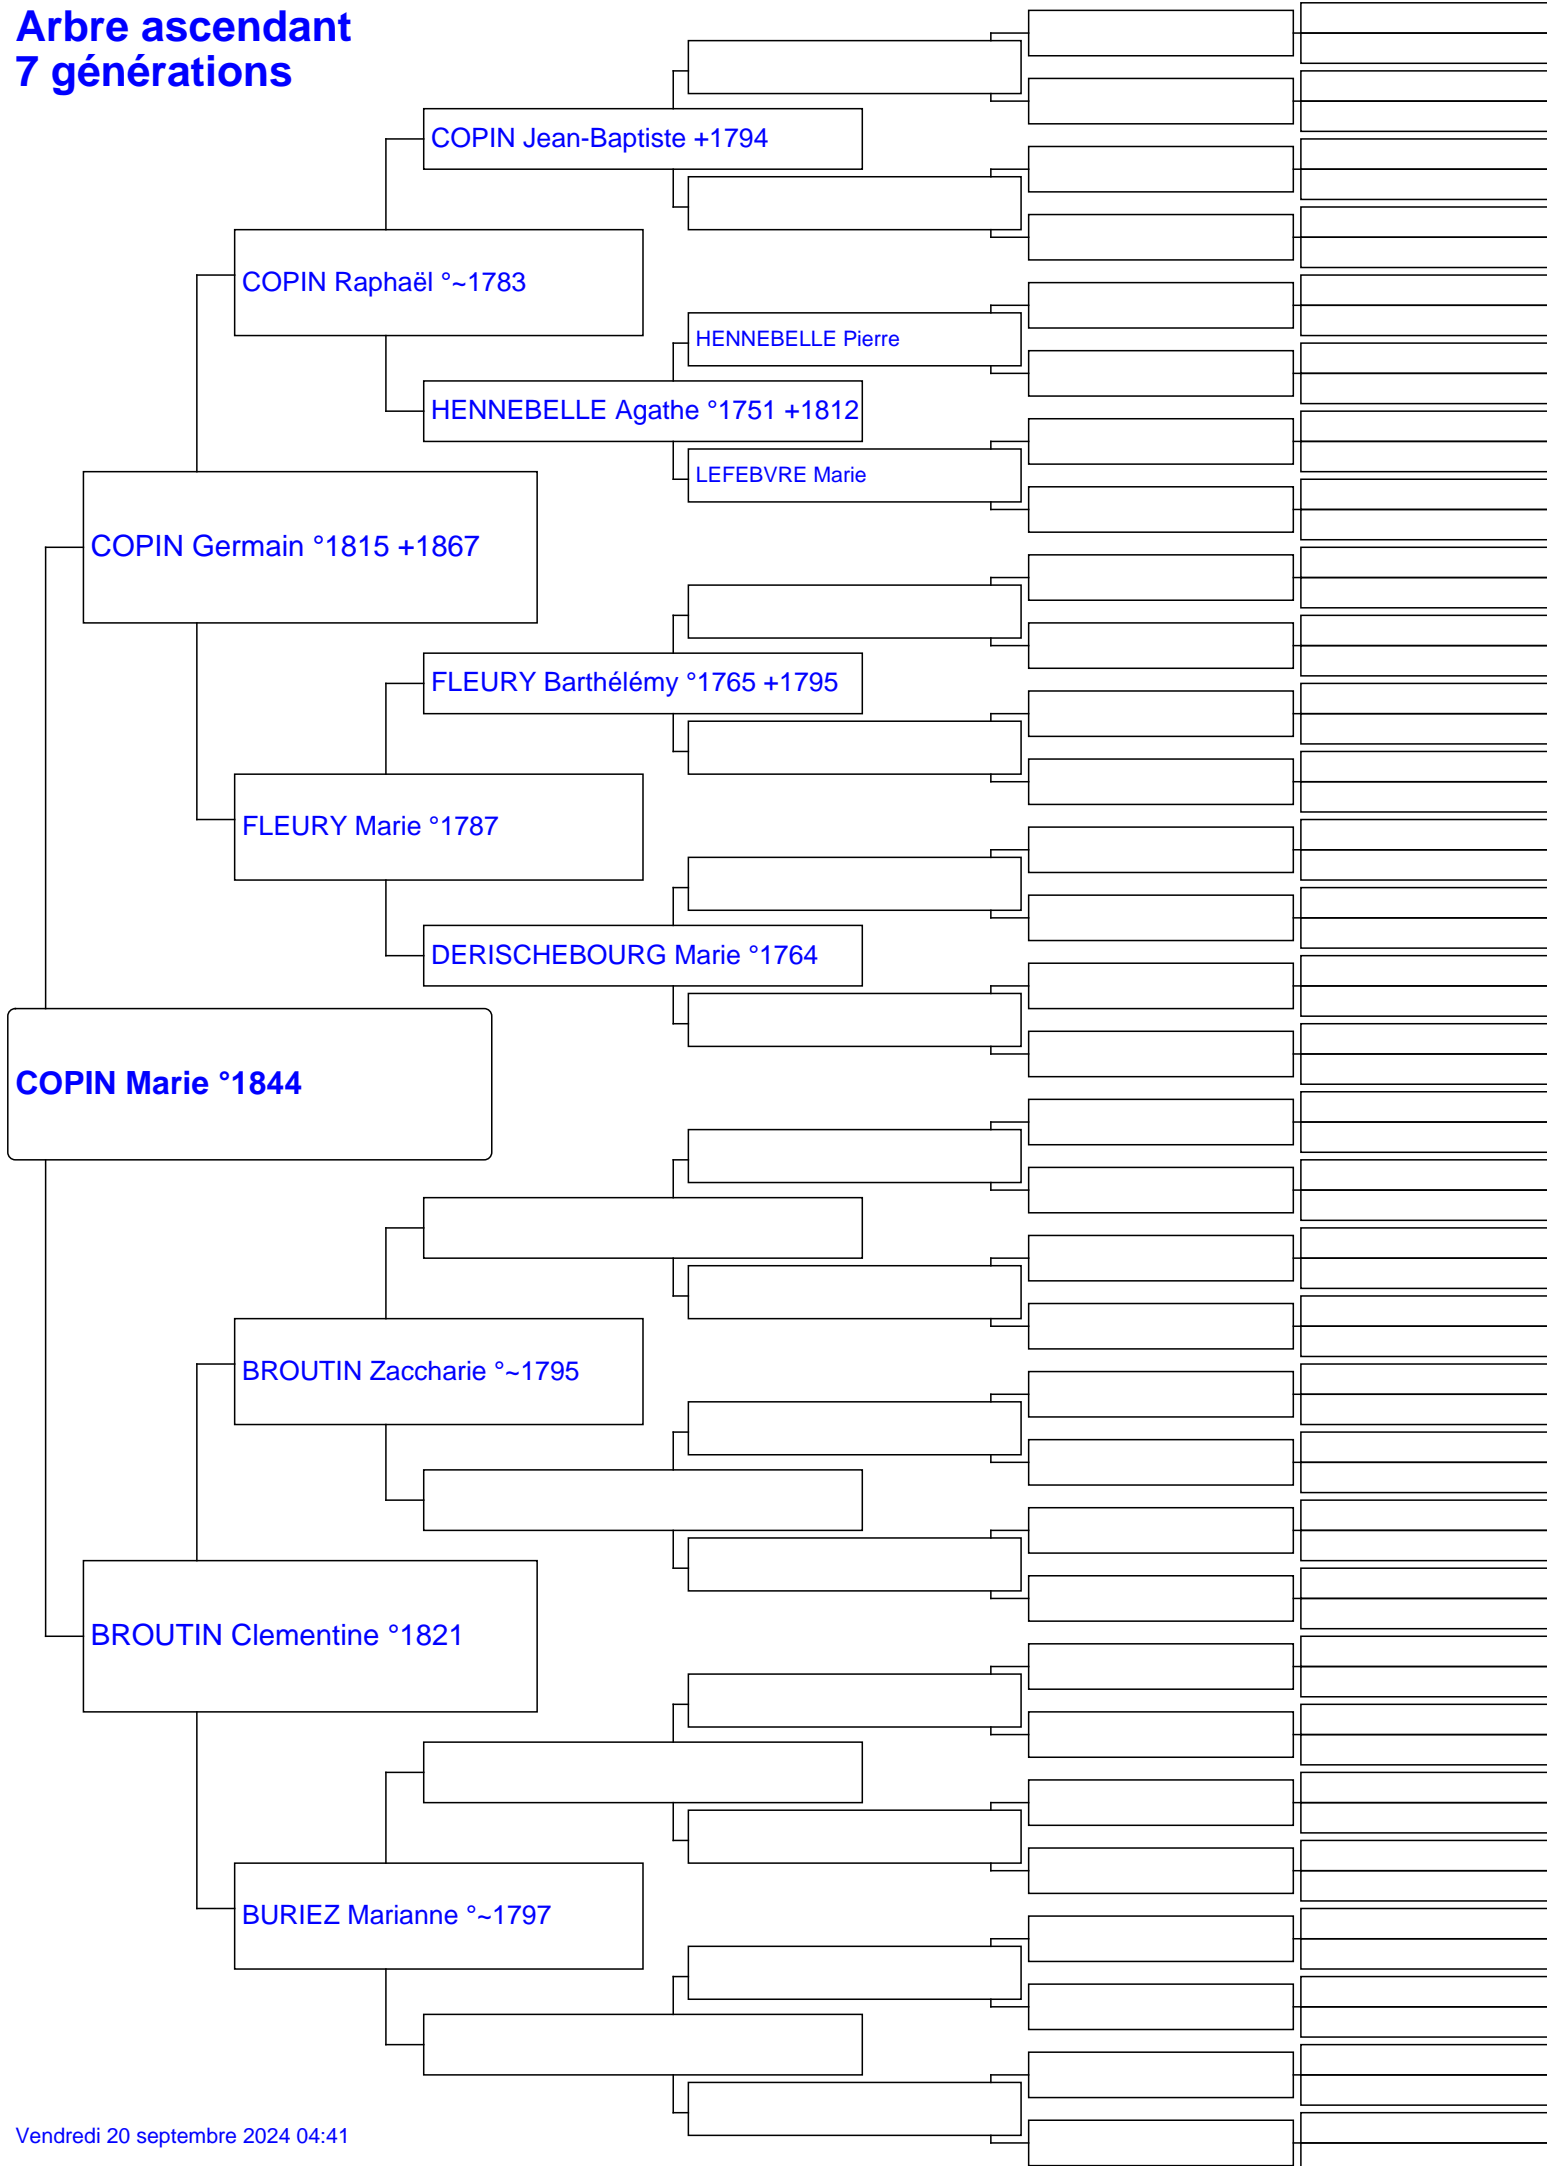 Arbre ascendant
7 générations
COPIN Jean-Baptiste +1794
COPIN Raphaël °~1783
HENNEBELLE Pierre
HENNEBELLE Agathe °1751 +1812
LEFEBVRE Marie
COPIN Germain °1815 +1867
FLEURY Barthélémy °1765 +1795
FLEURY Marie °1787
DERISCHEBOURG Marie °1764
COPIN Marie °1844
BROUTIN Zaccharie °~1795
BROUTIN Clementine °1821
BURIEZ Marianne °~1797
Vendredi 20 septembre 2024 04:41